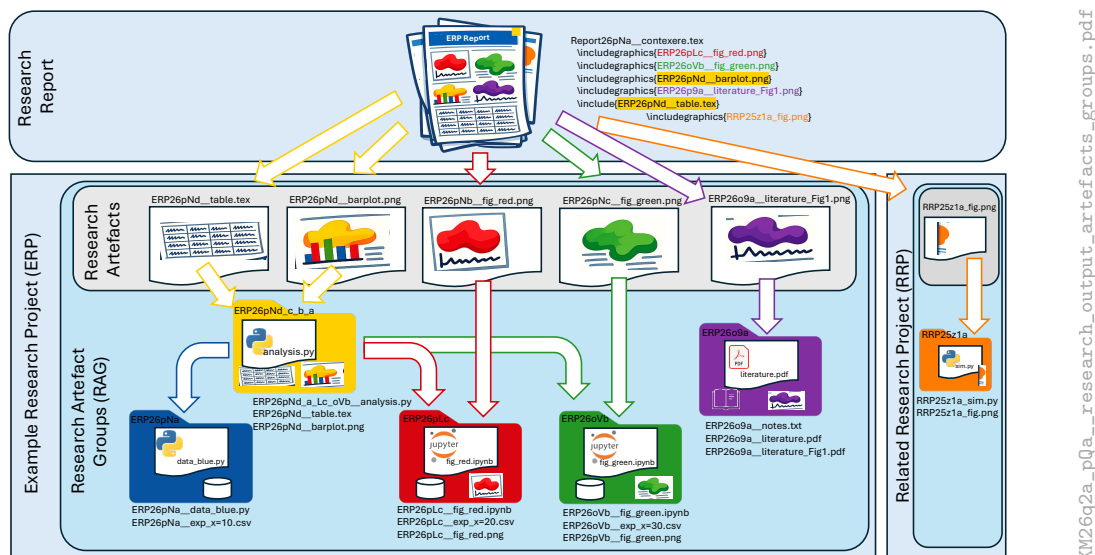 Research
Report
ERP Report
Report26pNa__contexere.tex
\includegraphics{ERP26pLc__fig_red.png}
\includegraphics{ERP26oVb__fig_green.png}
\includegraphics{ERP26pNd__barplot.png}
\includegraphics{ERP26p9a__literature_Fig1.png}
\include{ERP26pNd__table.tex}
\includegraphics{RRP25z1a_fig.png}
Example Research Project (ERP)
Research
Artefacts
ERP26pNd__table.tex
ERP26pNd__barplot.png
ERP26pNb__fig_red.png
ERP26pNc__fig_green.png
ERP26o9a__literature_Fig1.png
Research Artefact
Groups (RAG)
ERP26pNd_c_b_a
analysis.py
ERP26pNd_a_Lc_oVb__analysis.py
ERP26pNd__table.tex
ERP26pNd__barplot.png
ERP26pNa
data_blue.py
ERP26pNa__data_blue.py
ERP26pNa__exp_x=10.csv
ERP26pLb
jupyter
fig_red.ipynb
ERP26pLc__fig_red.ipynb
ERP26pLc__exp_x=20.csv
ERP26pLc__fig_red.png
ERP26oVb
jupyter
fig_green.ipynb
ERP26oVb__fig_green.ipynb
ERP26oVb__exp_x=30.csv
ERP26pVb__fig_green.png
ERP26o9a
PDF
literature.pdf
ERP26o9a__notes.txt
ERP26o9a__literature.pdf
ERP26o9a__literature_Fig1.pdf
Related Research Project (RRP)
RRP25z1a_fig.png
RRP25z1a
sim.py
RRP25z1a_sim.py
RRP25z1a_fig.png
KM26q2a_pQa__research_output_artefacts_groups.pdf